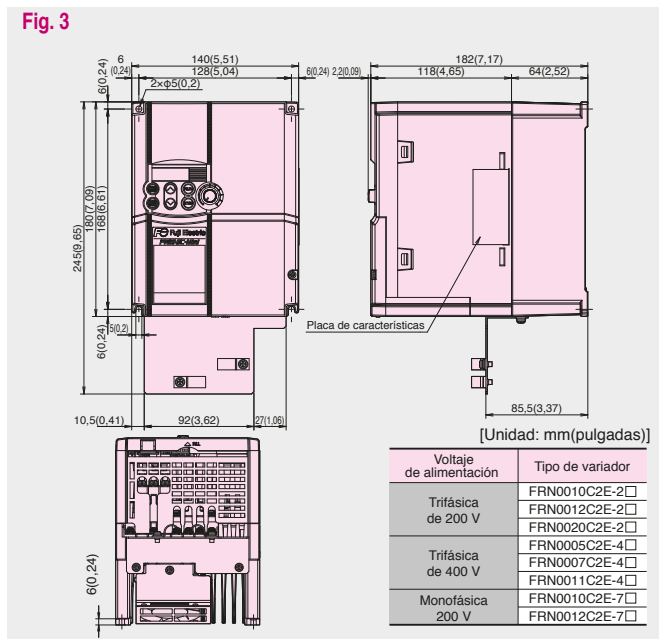 Fig. 3
6
(0,24)
140(5,51)
128(5,04)
6(0,24)
2,2(0,09)
182(7,17)
118(4,65)
64(2,52)
2×φ5(0,2)
6(0,24)
245(9,65)
180(7,09)
168(6,61)
Fuji Electric
6(0,24)
5(0,2)
Placa de características
10,5(0,41)
92(3,62)
27(1,06)
85,5(3,37)
6(0,24)
[Unidad: mm(pulgadas)]
Voltaje
de alimentación
Tipo de variador
Trifásica
de 200 V
FRN0010C2E-2□
FRN0012C2E-2□
FRN0020C2E-2□
Trifásica
de 400 V
FRN0005C2E-4□
FRN0007C2E-4□
FRN0011C2E-4□
Monofásica
200 V
FRN0010C2E-7□
FRN0012C2E-7□